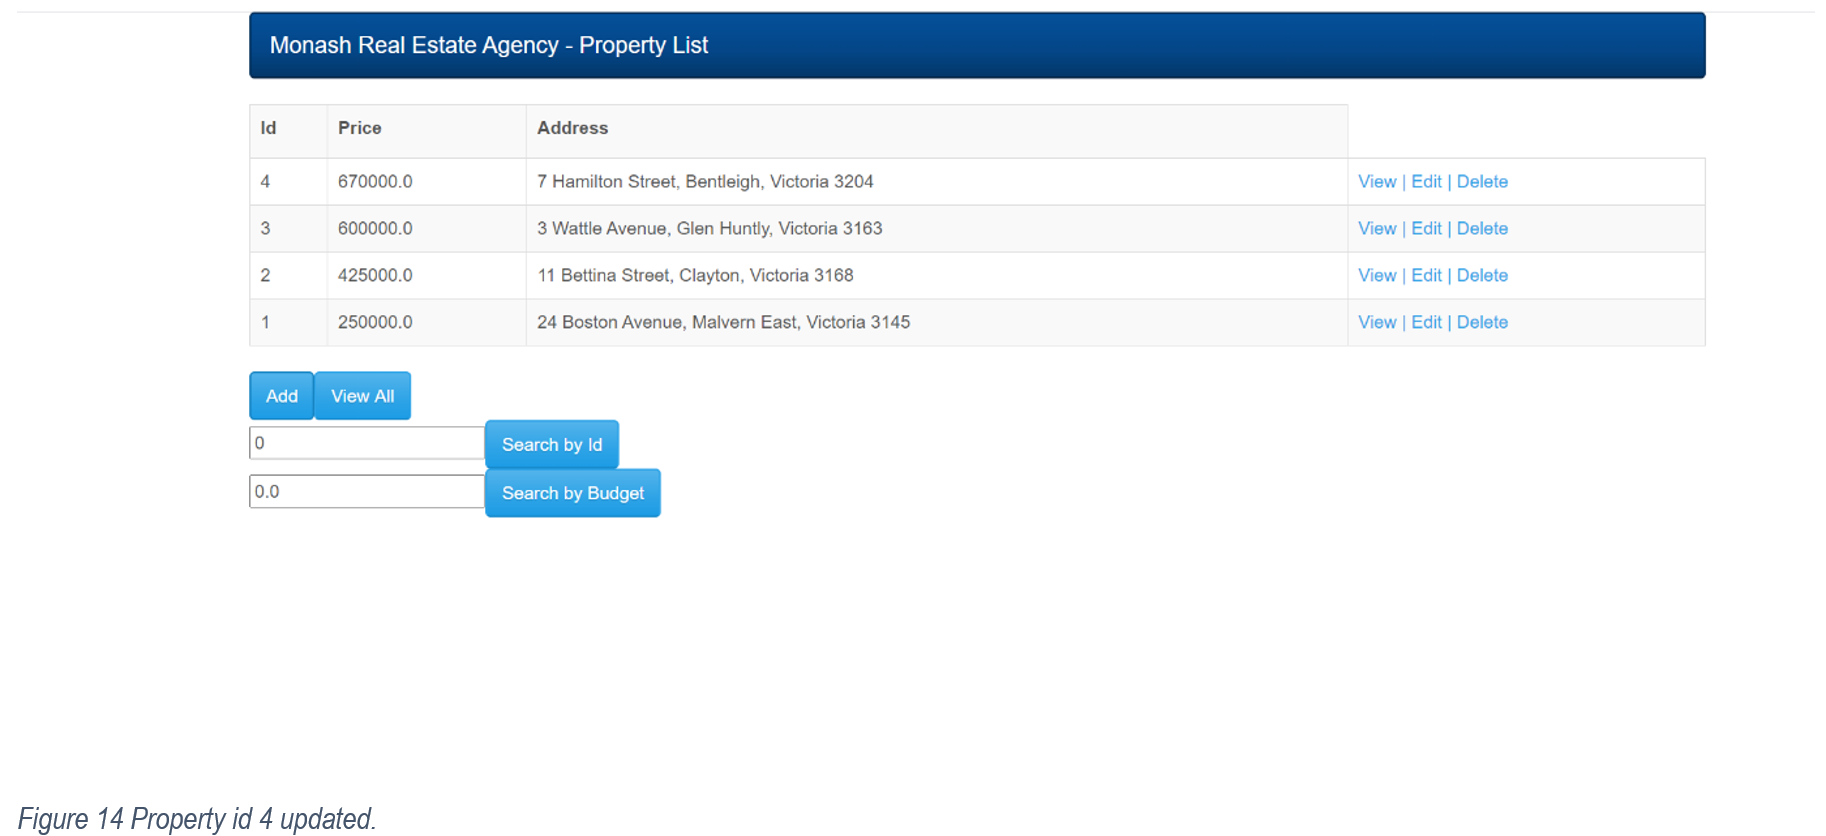 Monash Real Estate Agency - Property List
Id Price Address
4 670000.0 7 Hamilton Street, Bentleigh, Victoria 3204 View | Edit | Delete
3 600000.0 3 Wattle Avenue, Glen Huntly, Victoria 3163 View | Edit | Delete
2 425000.0 11 Bettina Street, Clayton, Victoria 3168 View | Edit | Delete
1 250000.0 24 Boston Avenue, Malvern East, Victoria 3145 View | Edit | Delete
Add View All
0 Search by Id
0.0 Search by Budget
Figure 14 Property id 4 updated.